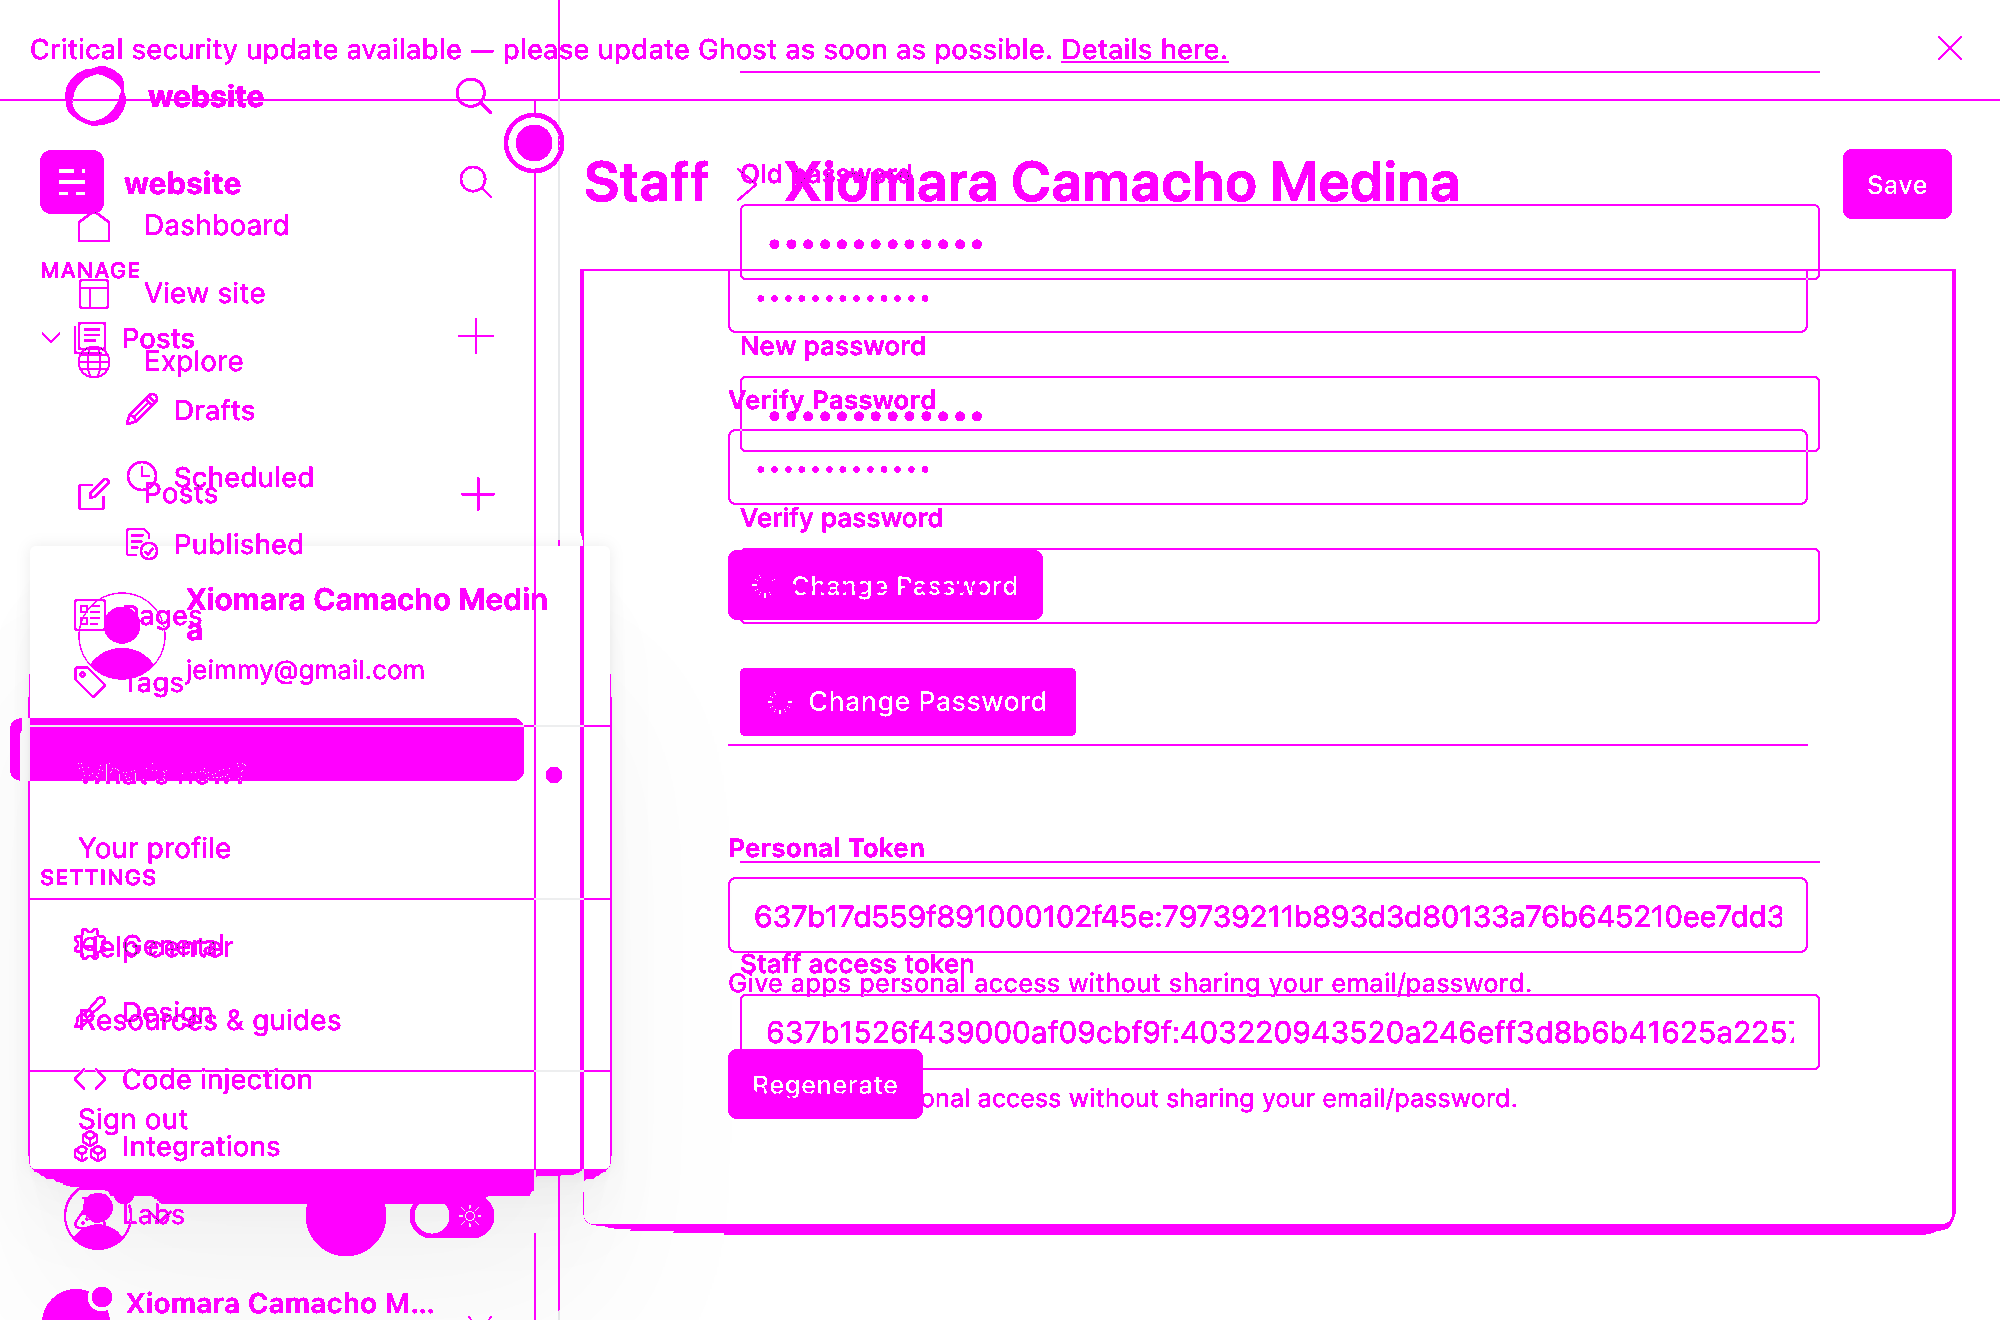 Critical security update available — please update Ghost as soon as possible. Details here.
website
website
Dashboard
MANAGE
View site
Posts
Explore
Drafts
Scheduled
Posts
Published
Xiomara Camacho Medin
a
Pages
jeimmy@gmail.com
Tags
What's new?
Your profile
SETTINGS
General
Help center
Design
Resources & guides
Code injection
Sign out
Integrations
Labs
Xiomara Camacho M...
Staff
Xiomara Camacho Medina
Save
Old password
•••••••••••••
•••••••••••••
New password
Verify Password
•••••••••••••
•••••••••••••
Verify password
Change Password
Change Password
Personal Token
637b17d559f891000102f45e:79739211b893d3d80133a76b645210ee7dd3
Staff access token
Give apps personal access without sharing your email/password.
637b1526f439000af09cbf9f:403220943520a246eff3d8b6b41625a2257
Regenerate
onal access without sharing your email/password.